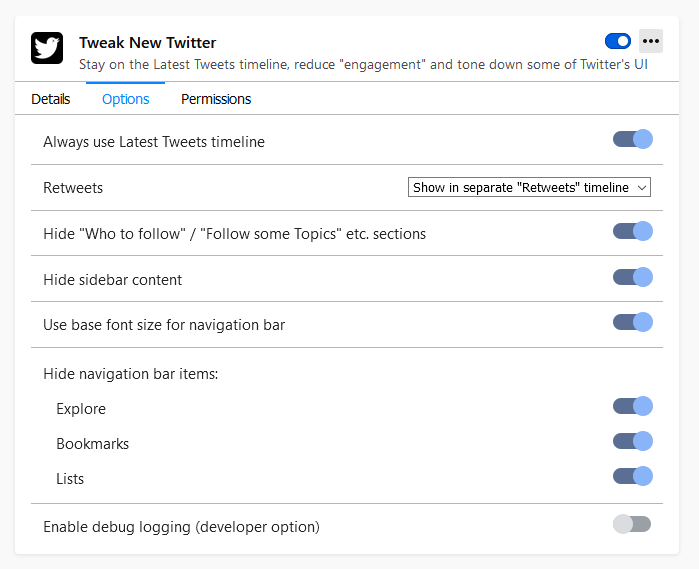 Tweak New Twitter
Stay on the Latest Tweets timeline, reduce "engagement" and tone down some of Twitter's UI
Details Options Permissions
Always use Latest Tweets timeline
Retweets Show in separate "Retweets" timeline
Hide "Who to follow" / "Follow some Topics" etc. sections
Hide sidebar content
Use base font size for navigation bar
Hide navigation bar items:
Explore
Bookmarks
Lists
Enable debug logging (developer option)